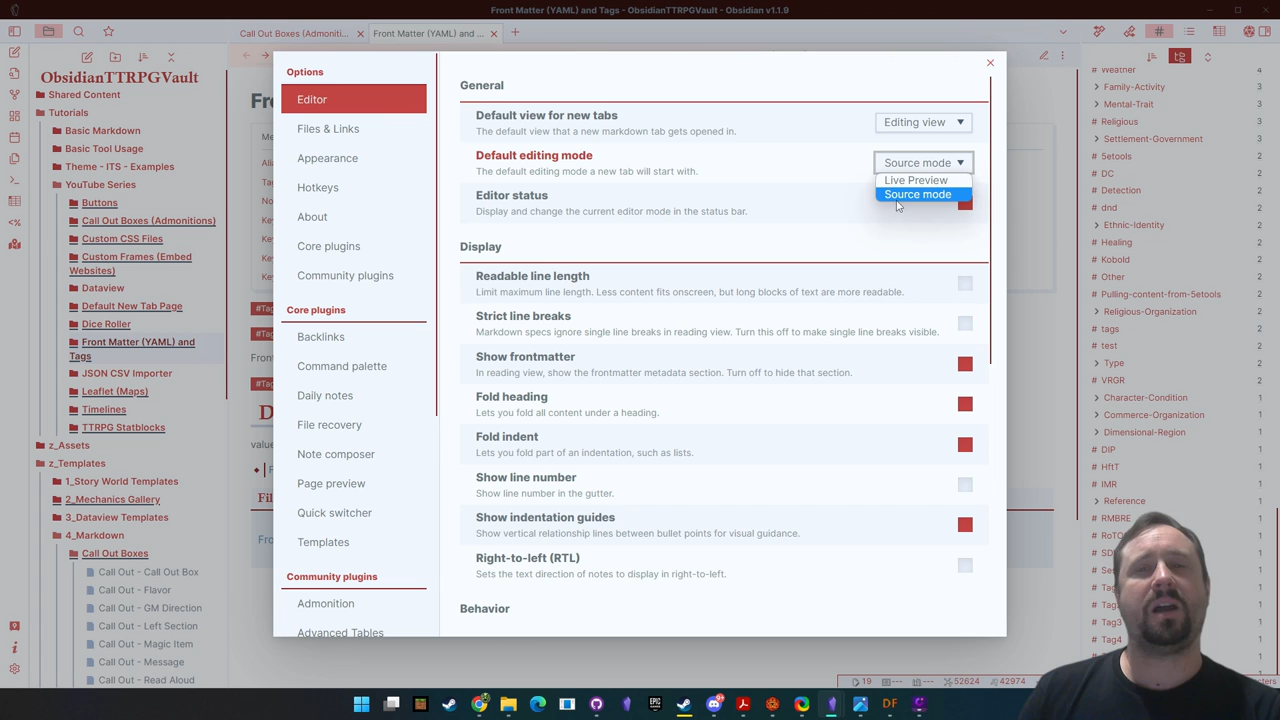 Front Matter (YAML) and Tags - ObsidianTTRPGVault - Obsidian v1.1.9
Call Out Boxes (Admoniti...
Front Matter (YAML) and ...
ObsidianTTRPGVault
Shared Content
Tutorials
Basic Markdown
Basic Tool Usage
Theme - ITS - Examples
YouTube Series
Buttons
Call Out Boxes (Admonitions)
Custom CSS Files
Custom Frames (Embed
Websites)
Dataview
Default New Tab Page
Dice Roller
Front Matter (YAML) and
Tags
JSON CSV Importer
Leaflet (Maps)
Timelines
TTRPG Statblocks
z_Assets
z_Templates
1_Story World Templates
2_Mechanics Gallery
3_Dataview Templates
4_Markdown
Call Out Boxes
Call Out - Call Out Box
Call Out - Flavor
Call Out - GM Direction
Call Out - Left Section
Call Out - Magic Item
Call Out - Message
Call Out - Read Aloud
Options
Editor
Files & Links
Appearance
Hotkeys
About
Core plugins
Community plugins
Core plugins
Backlinks
Command palette
Daily notes
File recovery
Note composer
Page preview
Quick switcher
Templates
Community plugins
Admonition
Advanced Tables
General
Default view for new tabs
The default view that a new markdown tab gets opened in.
Editing view
Default editing mode
The default editing mode a new tab will start with.
Source mode
Live Preview
Source mode
Editor status
Display and change the current editor mode in the status bar.
Display
Readable line length
Limit maximum line length. Less content fits onscreen, but long blocks of text are more readable.
Strict line breaks
Markdown specs ignore single line breaks in reading view. Turn this off to make single line breaks visible.
Show frontmatter
In reading view, show the frontmatter metadata section. Turn off to hide that section.
Fold heading
Lets you fold all content under a heading.
Fold indent
Lets you fold part of an indentation, such as lists.
Show line number
Show line number in the gutter.
Show indentation guides
Show vertical relationship lines between bullet points for visual guidance.
Right-to-left (RTL)
Sets the text direction of notes to display in right-to-left.
Behavior
Weather 4
Family-Activity 3
Mental-Trait 3
# Religious 3
Settlement-Government 3
# 5etools 2
# DC 2
# Detection 2
# dnd 2
Ethnic-Identity 2
# Healing 2
# Kobold 2
# Other 2
# Pulling-content-from-5etools 2
Religious-Organization 2
# tags 2
# test 2
Type 2
# VRGR 2
Character-Condition 1
Commerce-Organization 1
Dimensional-Region 1
# DIP 1
# HftT 1
# IMR 1
Reference 1
# RMBRE 1
# 1
# 1
# 1
# 1
# 1
# 1
# Tag4 1
# 1
19
---
---
52624
42974